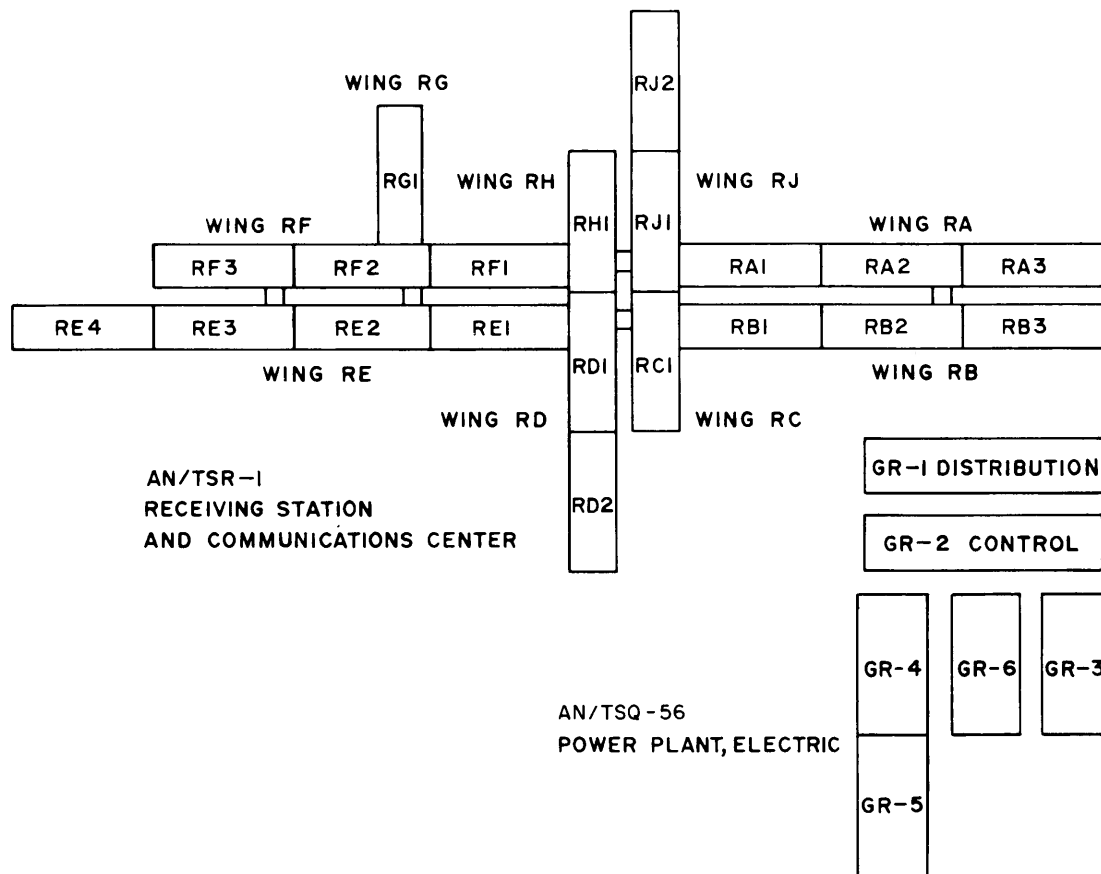 RJ2
WING RG
RG1
WING RH
WING RJ
RH1
RJ1
WING RF
WING RA
RF3
RF2
RF1
RA1
RA2
RA3
RE4
RE3
RE2
RE1
RB1
RB2
RB3
RD1
RC1
WING RE
WING RB
WING RD
WING RC
GR-1 DISTRIBUTION
AN/TSR-1
RECEIVING STATION
AND COMMUNICATIONS CENTER
RD2
GR-2 CONTROL
GR-4
GR-6
GR-3
AN/TSQ-56
POWER PLANT, ELECTRIC
GR-5